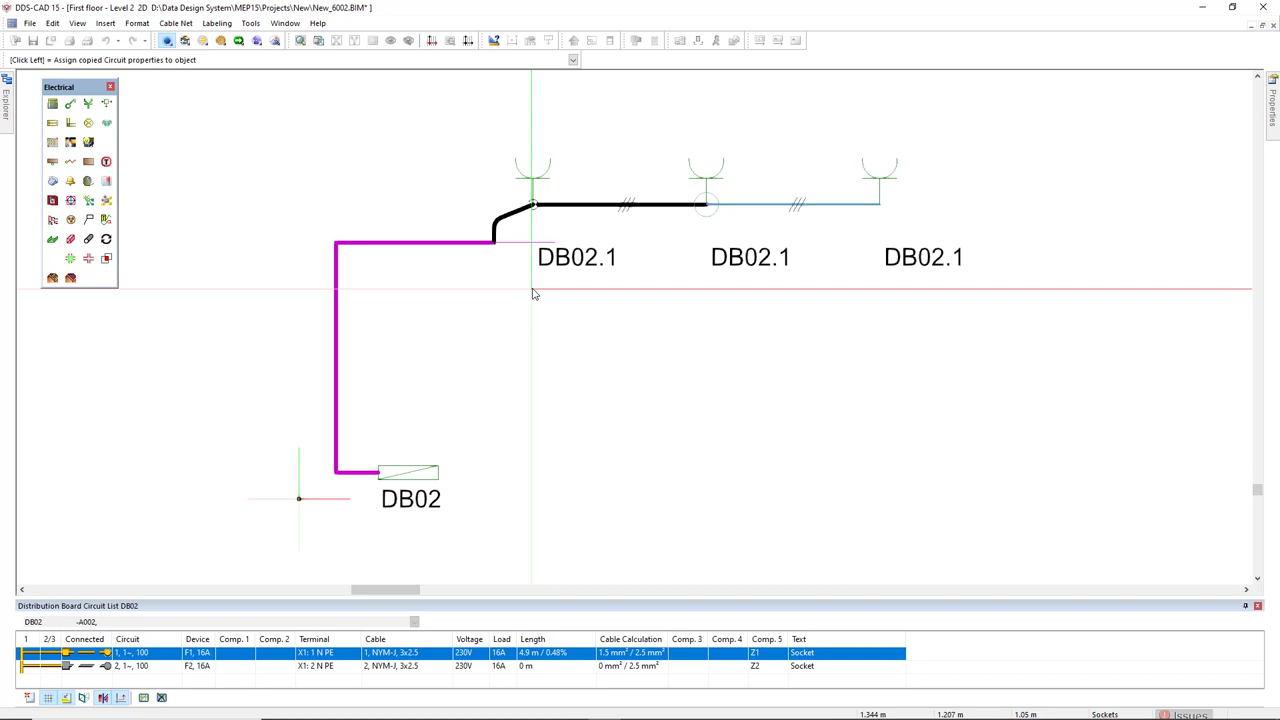 DDS-CAD 15 - [First floor - Level 2  2D  D:\Data Design System\MEP15\Projects\New\New_6002.BIM*]
File Edit View Insert Format Cable Net Labeling Tools Window Help
[Click Left] = Assign copied Circuit properties to object
Explorer
Properties
Electrical
DB02.1 DB02.1 DB02.1
DB02
Distribution Board Circuit List DB02
DB02 -A002,
1 2/3 Connected Circuit Device Comp. 1 Comp. 2 Terminal Cable Voltage Load Length Cable Calculation Comp. 3 Comp. 4 Comp. 5 Text
1, 1~, 100 F1, 16A X1: 1 N PE 1, NYM-J, 3x2.5 230V 16A 4.9 m / 0.48% 1.5 mm² / 2.5 mm² Z1 Socket
2, 1~, 100 F2, 16A X1: 2 N PE 2, NYM-J, 3x2.5 230V 0 m 0 mm² / 2.5 mm² Z2 Socket
1.344 m 1.207 m 1.05 m Sockets Issues